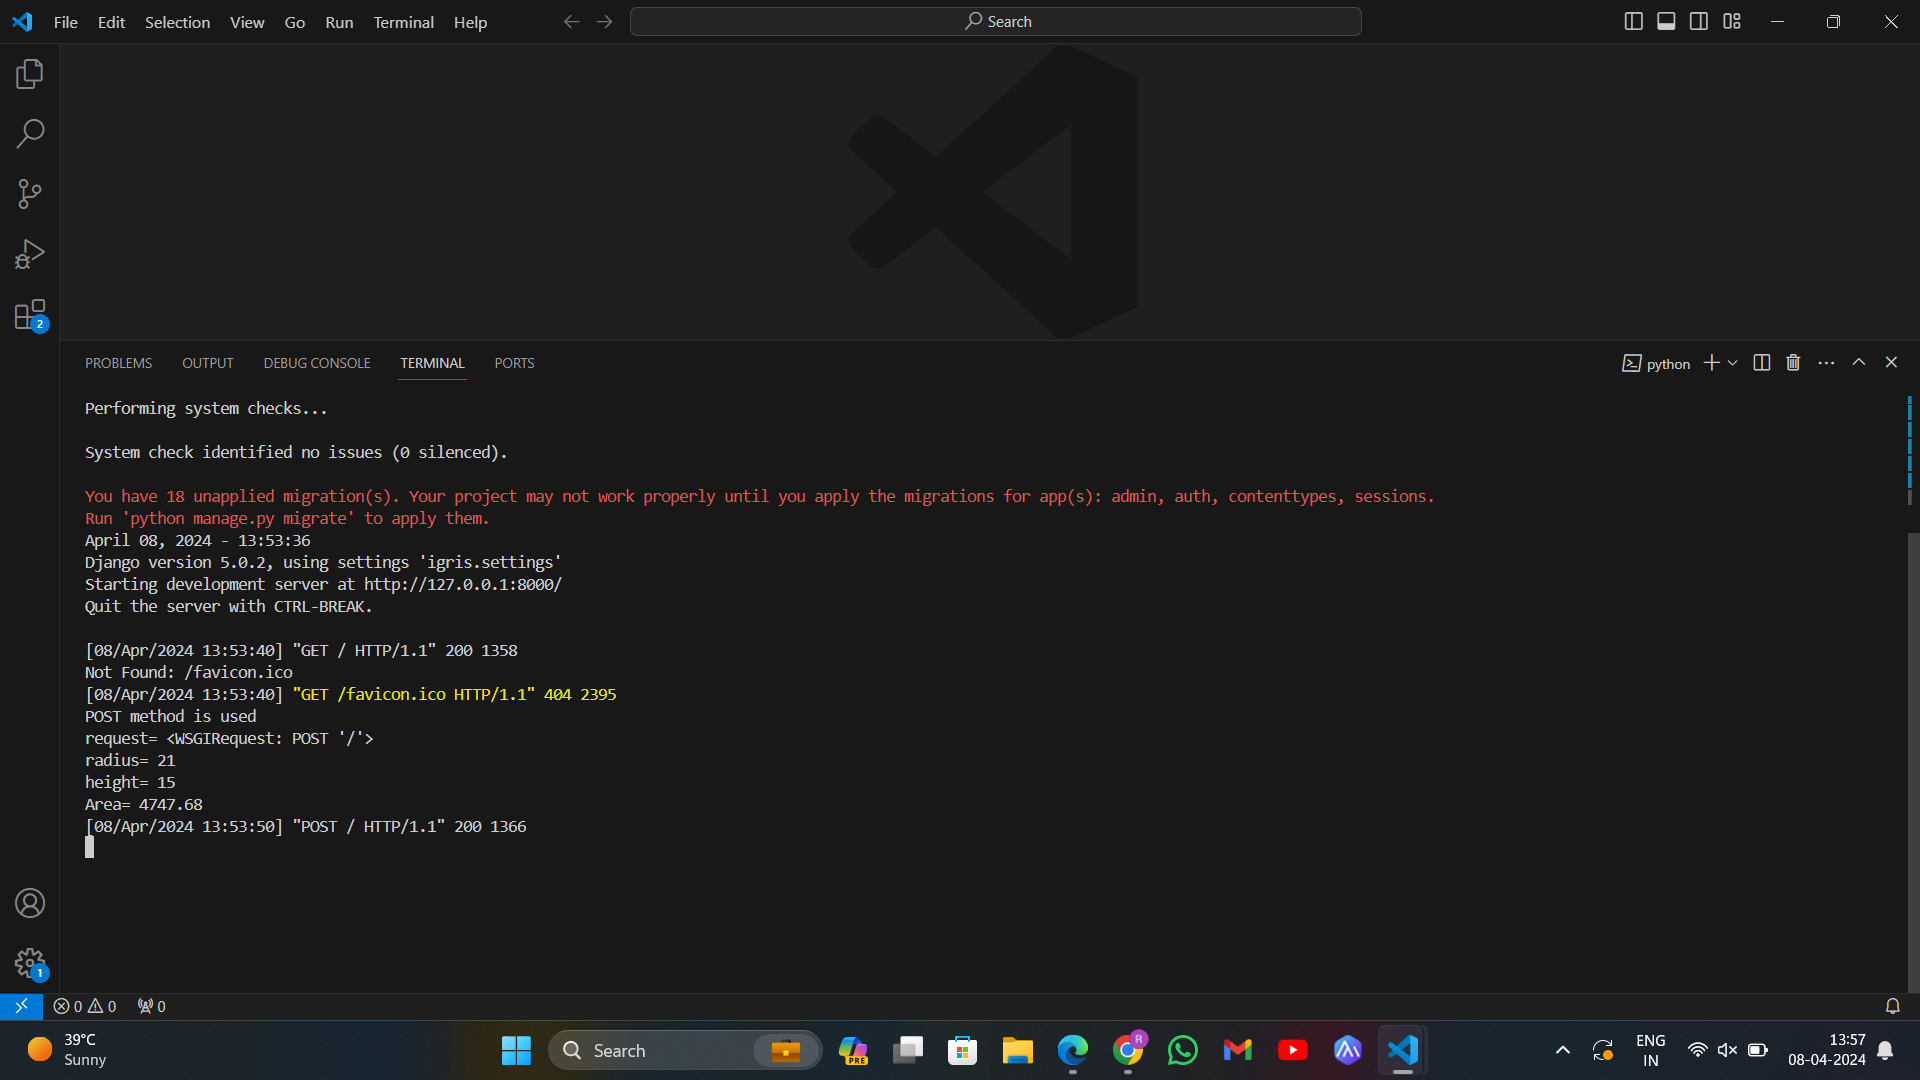 File Edit Selection View Go Run Terminal Help
Search
2
PROBLEMS OUTPUT DEBUG CONSOLE TERMINAL PORTS
python
Performing system checks...
System check identified no issues (0 silenced).
You have 18 unapplied migration(s). Your project may not work properly until you apply the migrations for app(s): admin, auth, contenttypes, sessions.
Run 'python manage.py migrate' to apply them.
April 08, 2024 - 13:53:36
Django version 5.0.2, using settings 'igris.settings'
Starting development server at http://127.0.0.1:8000/
Quit the server with CTRL-BREAK.
[08/Apr/2024 13:53:40] "GET / HTTP/1.1" 200 1358
Not Found: /favicon.ico
[08/Apr/2024 13:53:40] "GET /favicon.ico HTTP/1.1" 404 2395
POST method is used
request= <WSGIRequest: POST '/'>
radius= 21
height= 15
Area= 4747.68
[08/Apr/2024 13:53:50] "POST / HTTP/1.1" 200 1366
1
0 0 0
39°C
Sunny
Search
PRE
R
ENG
IN
13:57
08-04-2024